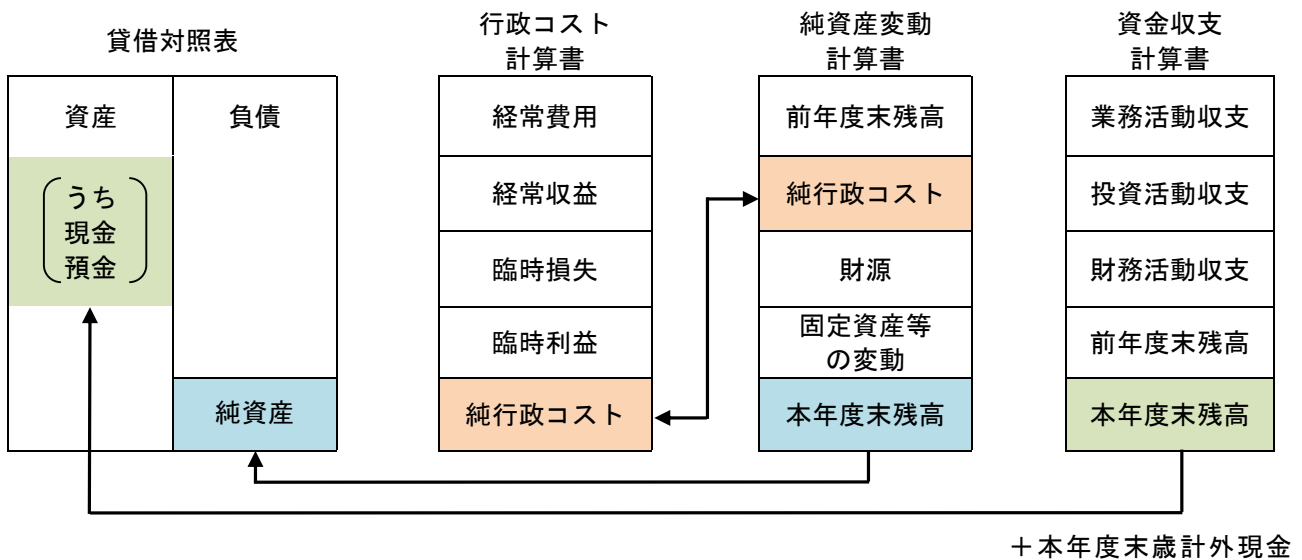 貸借対照表
資産
負債
うち
現金
預金
純資産
行政コスト
計算書
経常費用
経常収益
臨時損失
臨時利益
純行政コスト
純資産変動
計算書
前年度末残高
純行政コスト
財源
固定資産等
の変動
本年度末残高
資金収支
計算書
業務活動収支
投資活動収支
財務活動収支
前年度末残高
本年度末残高
＋本年度末歳計外現金